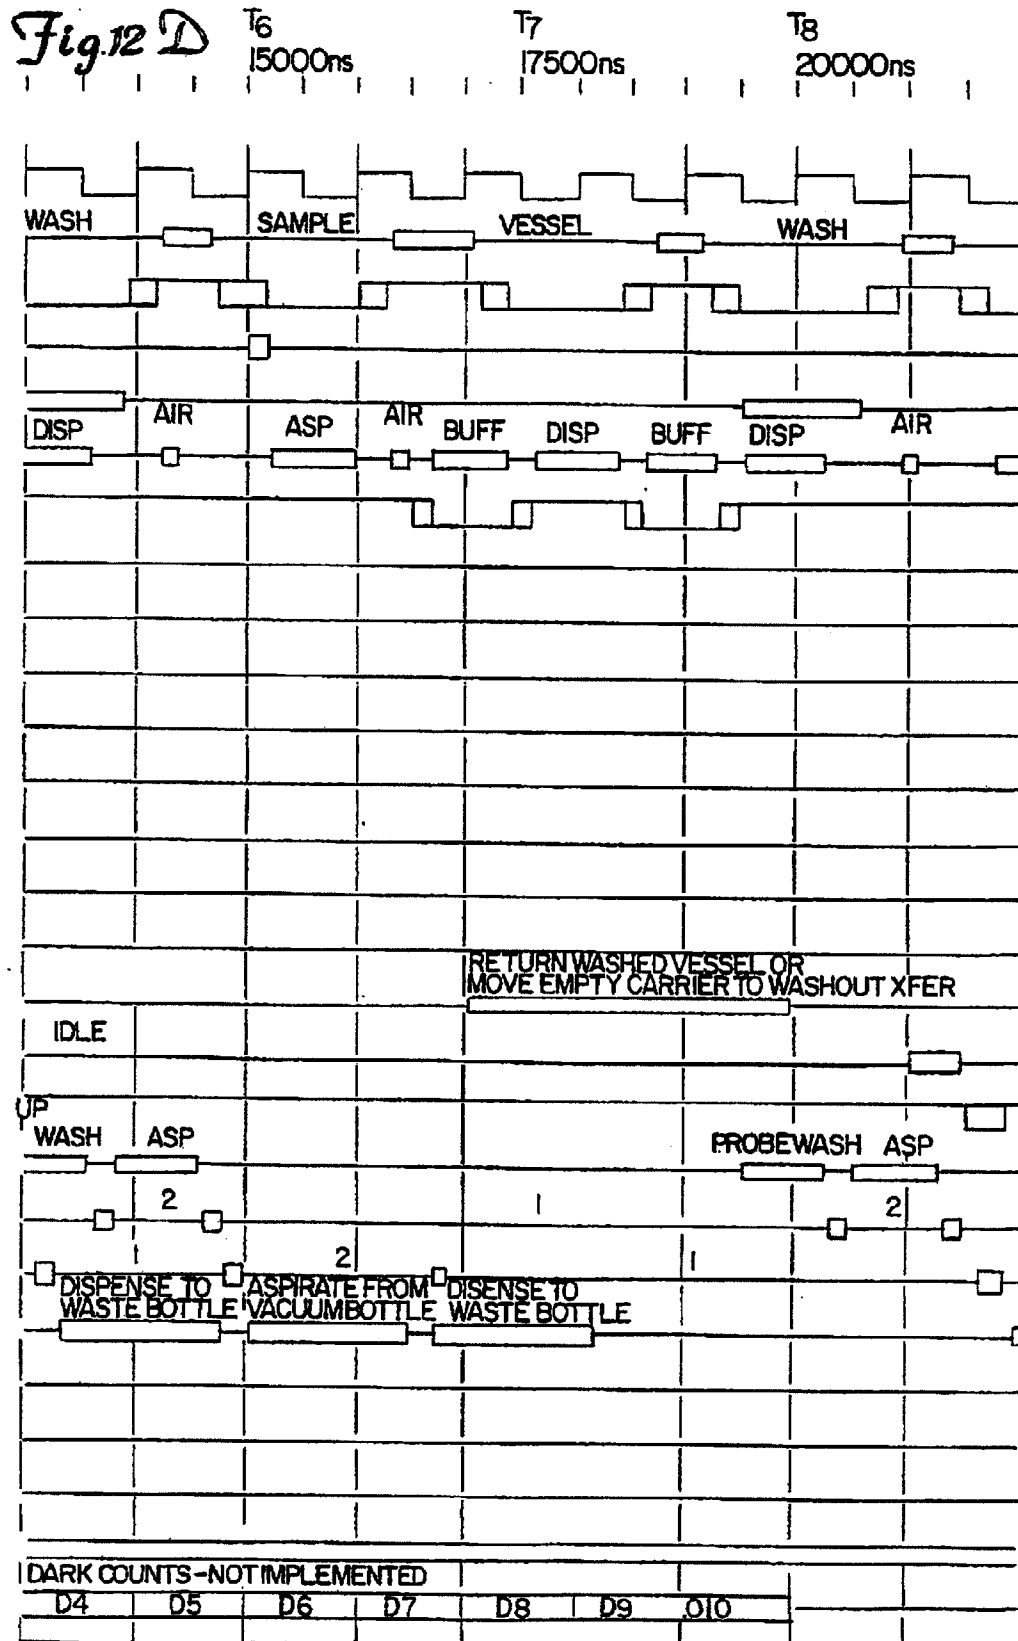 Fig.12 D
T6 T7 T8
15000ns 17500ns 20000ns
WASH SAMPLE VESSEL WASH
AIR AIR AIR
DISP ASP BUFF DISP BUFF DISP
RETURN WASHED VESSEL OR
MOVE EMPTY CARRIER TO WASHOUT XFER
IDLE
UP
WASH ASP PROBEWASH ASP
2 1 2
1 2 1
DISPENSE TO ASPIRATE FROM DISENSE TO
WASTE BOTTLE VACUUMBOTTLE WASTE BOTTLE
DARK COUNTS-NOT IMPLEMENTED
D4 D5 D6 D7 D8 D9 010